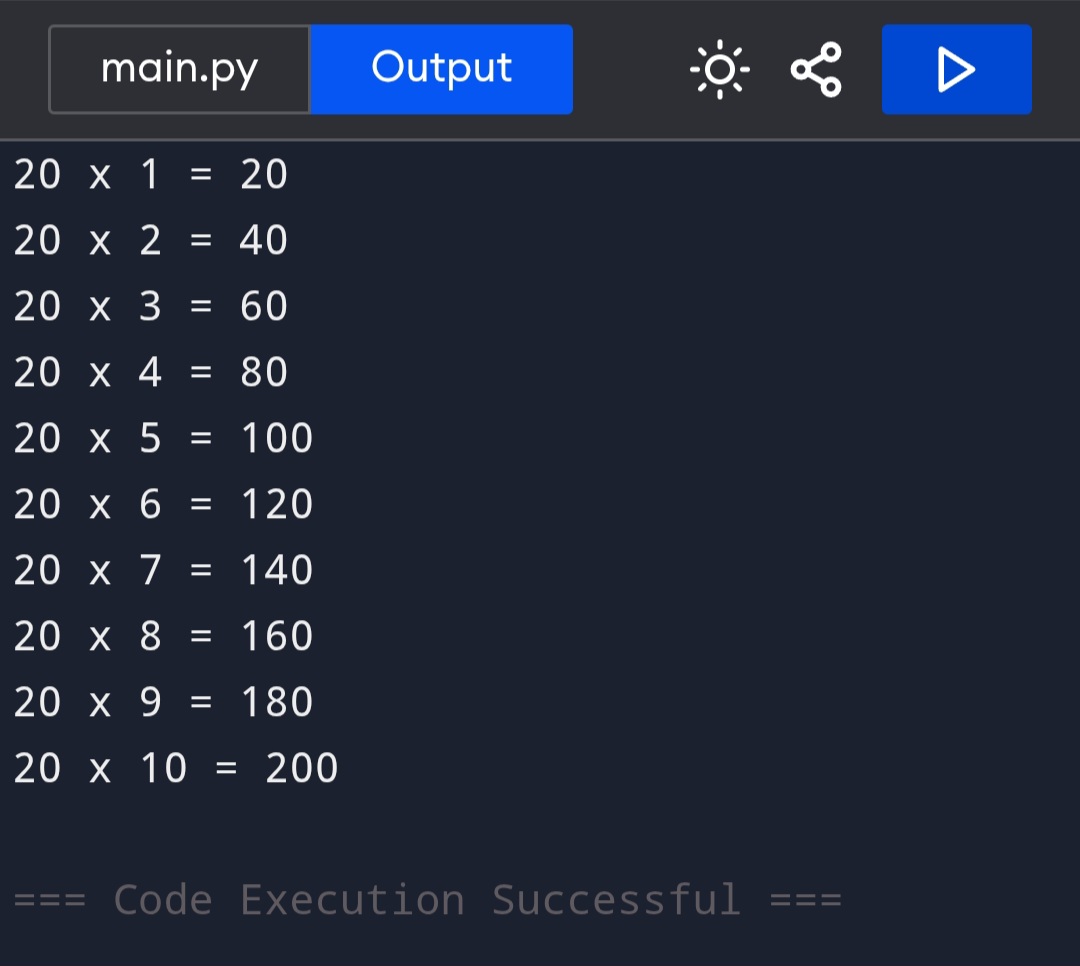 main.py Output
20 x 1 = 20
20 x 2 = 40
20 x 3 = 60
20 x 4 = 80
20 x 5 = 100
20 x 6 = 120
20 x 7 = 140
20 x 8 = 160
20 x 9 = 180
20 x 10 = 200
=== Code Execution Successful ===